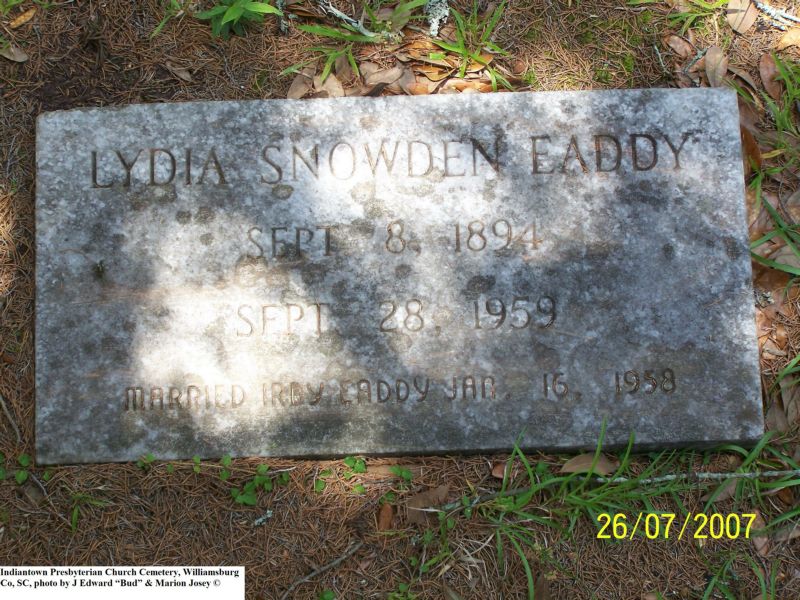 LYDIA SNOWDEN EADDY
SEPT 8, 1894
SEPT 28, 1959
MARRIED IRBY EADDY JAN. 16, 1958
26/07/2007
Indiantown Presbyterian Church Cemetery, Williamsburg
Co, SC, photo by J Edward “Bud” & Marion Josey ©